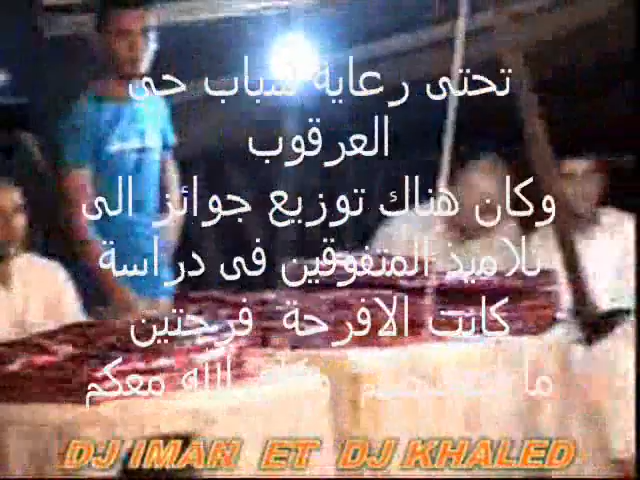 تحتى رعاية شباب حى
العرقوب
وكان هناك توزيع جوائز الى
تلاميذ المتفوقين فى دراسة
كانت الافرحة فرحتين
الله معكم
DJ IMAN ET DJ KHALED